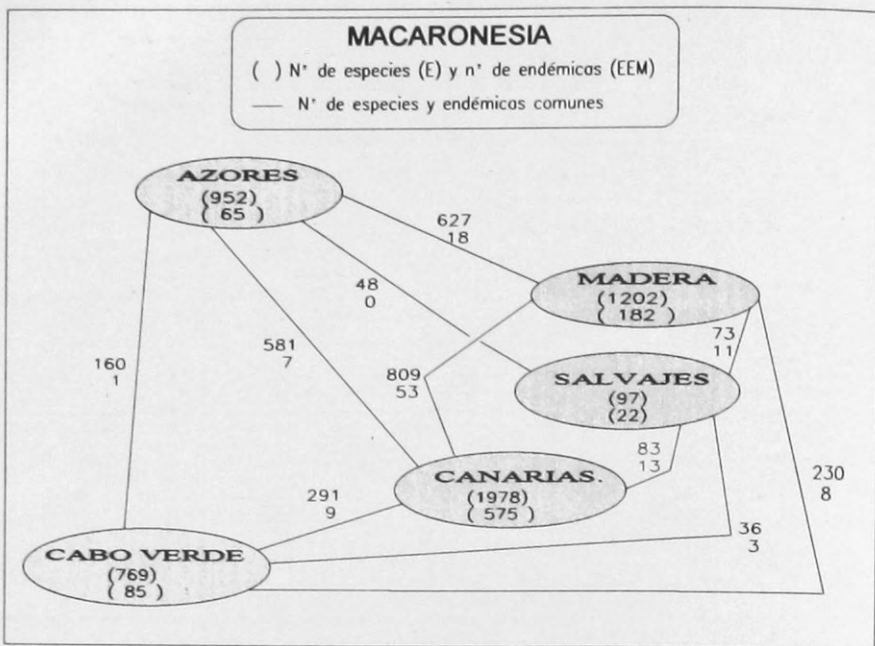 MACARONESIA
( ) N° de especies (E) y n° de endémicas (EEM)
— N° de especies y endémicas comunes
AZORES
(952)
( 65 )
627
18
MADERA
(1202)
( 182 )
48
0
73
11
581
7
160
1
809
53
SALVAJES
(97)
(22)
83
13
CANARIAS.
(1978)
( 575 )
230
8
291
9
36
3
CABO VERDE
(769)
( 85 )